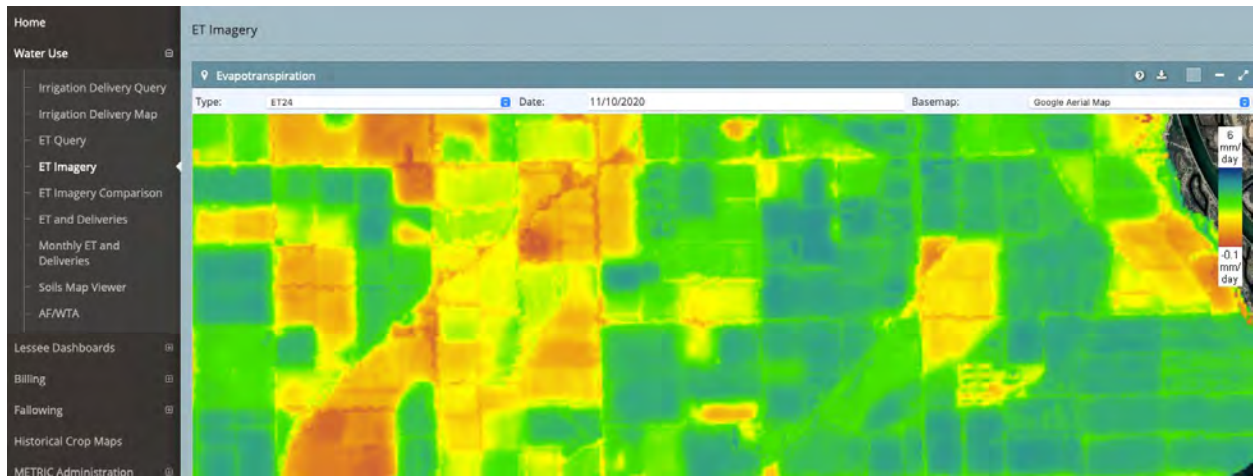 Home
ET Imagery
Water Use
Evapotranspiration
Irrigation Delivery Query
Type: ET24 Date: 11/10/2020 Basemap: Google Aerial Map
Irrigation Delivery Map
ET Query
ET Imagery
ET Imagery Comparison
ET and Deliveries
Monthly ET and
Deliveries
Soils Map Viewer
AF/WTA
Lessee Dashboards
Billing
Fallowing
Historical Crop Maps
METRIC Administration
6
mm/
day
-0.1
mm/
day